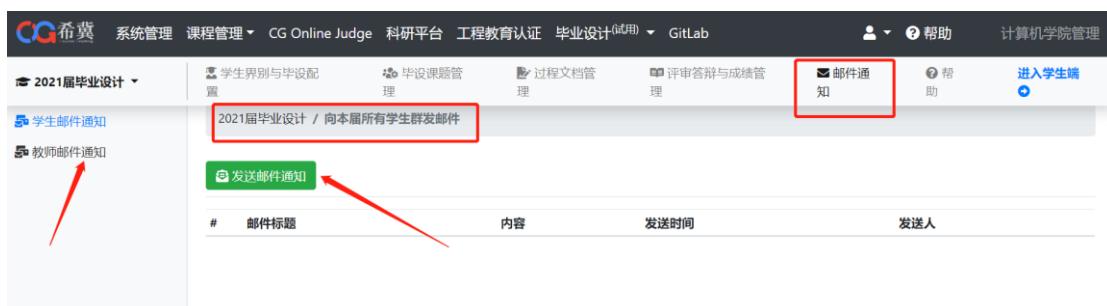 CG希冀 系统管理 课程管理 CG Online Judge 科研平台 工程教育认证 毕业设计(试用) GitLab 帮助 计算机学院管理
2021届毕业设计 学生界别与毕设配置 毕设课题管理 过程文档管理 评审答辩与成绩管理 邮件通知 帮助 进入学生端
学生邮件通知 2021届毕业设计 / 向本届所有学生群发邮件
教师邮件通知
发送邮件通知
# 邮件标题 内容 发送时间 发送人